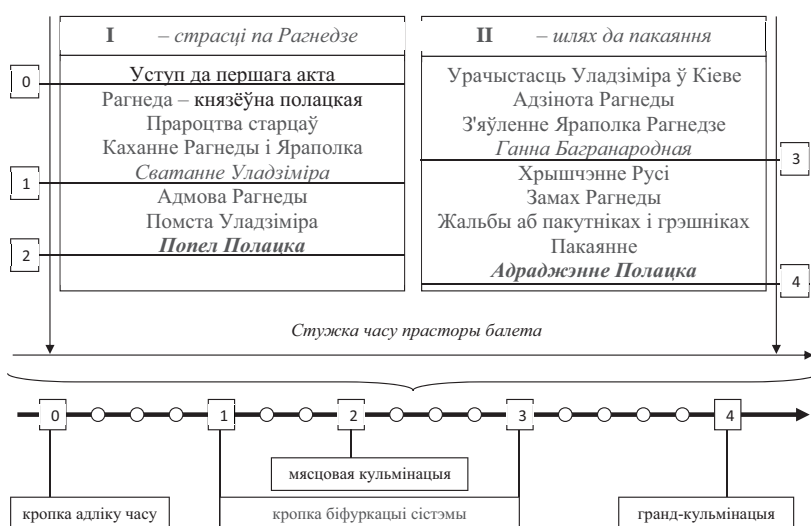 I – страсці па Рагнедзе
Уступ да першага акта
Рагнеда – князёўна полацкая
Прароцтва старцаў
Каханне Рагнеды і Яраполка
Сватанне Уладзіміра
Адмова Рагнеды
Помста Уладзіміра
Попел Полацка
0
1
2
II – шлях да пакаяння
Урачыстасць Уладзіміра ў Кіеве
Адзінота Рагнеды
З'яўленне Яраполка Рагнедзе
Ганна Багранародная
Хрышчэнне Русі
Замах Рагнеды
Жальбы аб пакутніках і грэшніках
Пакаянне
Адраджэнне Полацка
3
4
Стужка часу прасторы балета
0 1 2 3 4
мясцовая кульмінацыя
кропка адліку часу кропка біфуркацыі сістэмы гранд-кульмінацыя